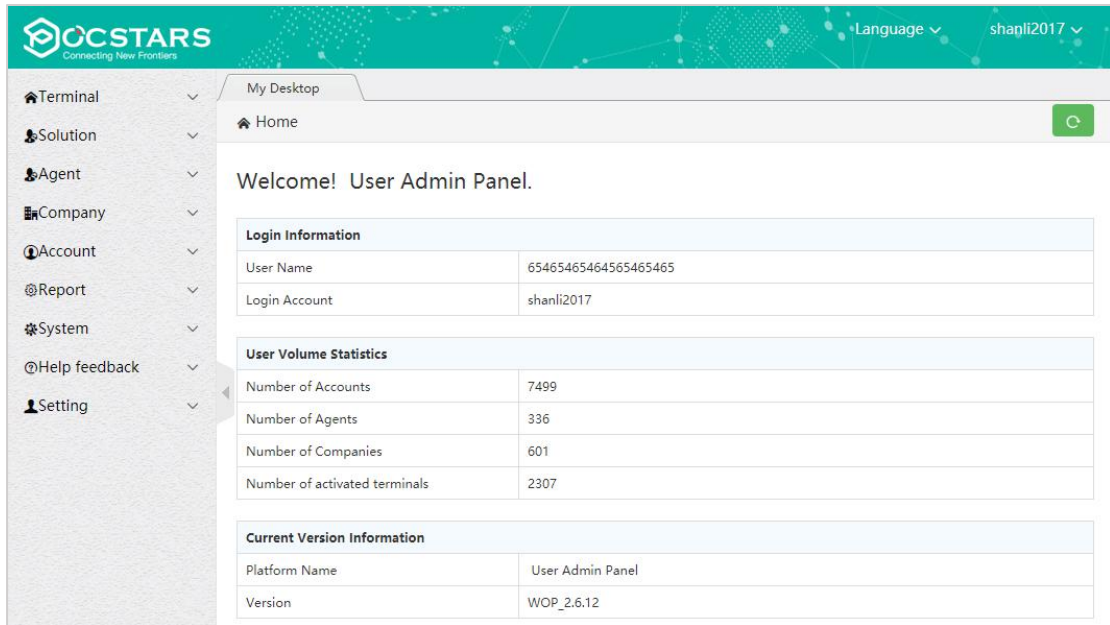 POCSTARS
Connecting New Frontiers
Language
shanli2017
Terminal
Solution
Agent
Company
Account
Report
System
Help feedback
Setting
My Desktop
Home
Welcome! User Admin Panel.
Login Information
User Name 65465465464565465465
Login Account shanli2017
User Volume Statistics
Number of Accounts 7499
Number of Agents 336
Number of Companies 601
Number of activated terminals 2307
Current Version Information
Platform Name User Admin Panel
Version WOP_2.6.12